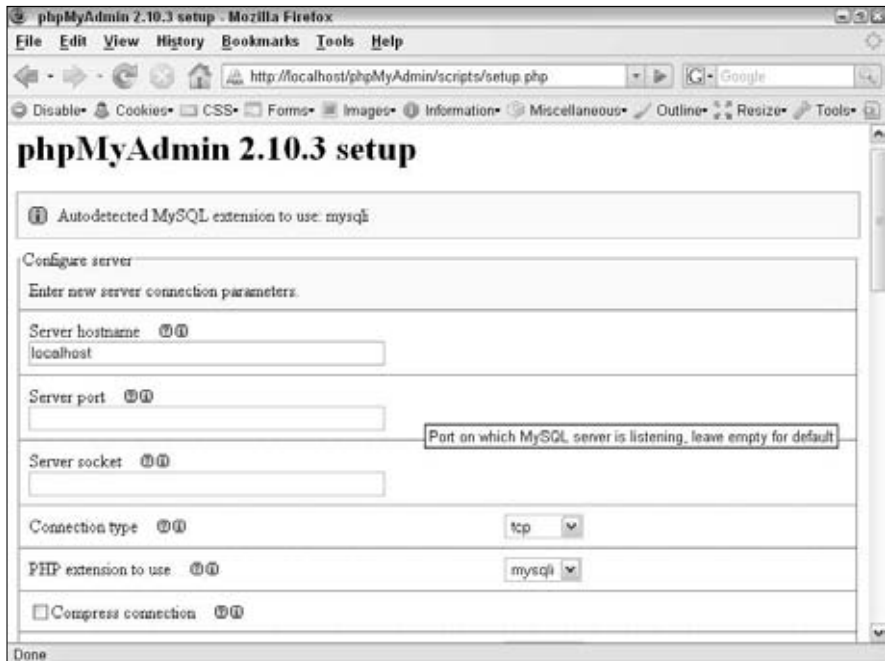 phpMyAdmin 2.10.3 setup - Mozilla Firefox
File Edit View History Bookmarks Tools Help
http://localhost/phpMyAdmin/scripts/setup.php
G Google
Disable Cookies CSS Forms Images Information Miscellaneous Outline Resize Tools
phpMyAdmin 2.10.3 setup
Autodetected MySQL extension to use: mysqli
Configure server
Enter new server connection parameters.
Server hostname
localhost
Server port
Port on which MySQL server is listening, leave empty for default
Server socket
Connection type tcp
PHP extension to use mysqli
Compress connection
Done